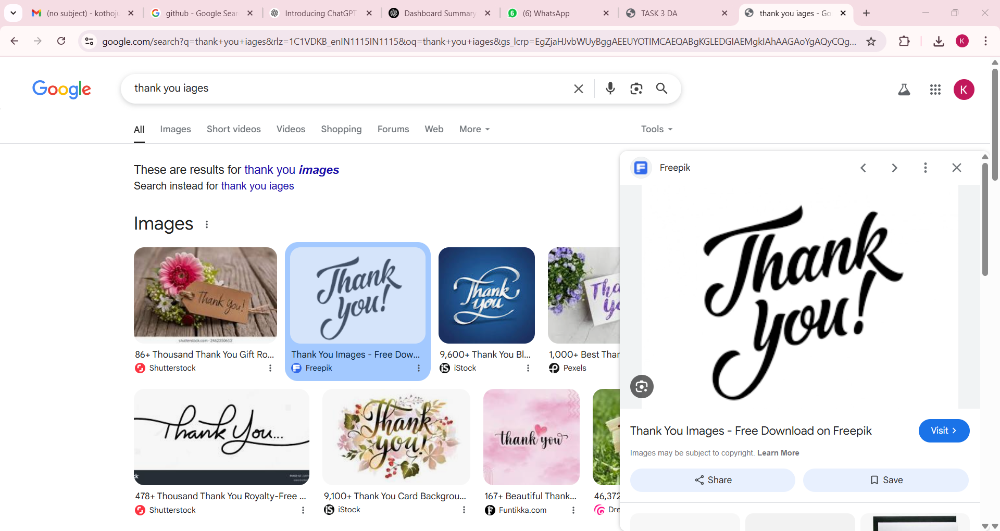 (no subject) - kothoju
github - Google Sear
Introducing ChatGPT
Dashboard Summary
(6) WhatsApp
TASK 3 DA
thank you iages - Go
google.com/search?q=thank+you+iages&rlz=1C1VDKB_enIN1115IN1115&oq=thank+you+iages&gs_lcrp=EgZjaHJvbWUyBggAEEUYOTIMCAEQABgKGLEDGIAEMgkIAhAAGAoYgAQyCQg...
K
Google
thank you iages
K
All
Images
Short videos
Videos
Shopping
Forums
Web
More
Tools
These are results for thank you images
Search instead for thank you iages
Images
Thank You!
shutterstock.com · 2462350613
86+ Thousand Thank You Gift Ro...
Shutterstock
Thank
you!
Thank You Images - Free Dow...
Freepik
Thank
you
9,600+ Thank You Bl...
iStock
Tha
Yo
1,000+ Best Than
Pexels
Thank You...
478+ Thousand Thank You Royalty-Free ...
Shutterstock
Thank
you!
9,100+ Thank You Card Backgrou...
iStock
thank you
167+ Beautiful Thank...
Funtikka.com
46,372
Dre
Freepik
Thank
you!
Thank You Images - Free Download on Freepik
Visit
Images may be subject to copyright. Learn More
Share
Save